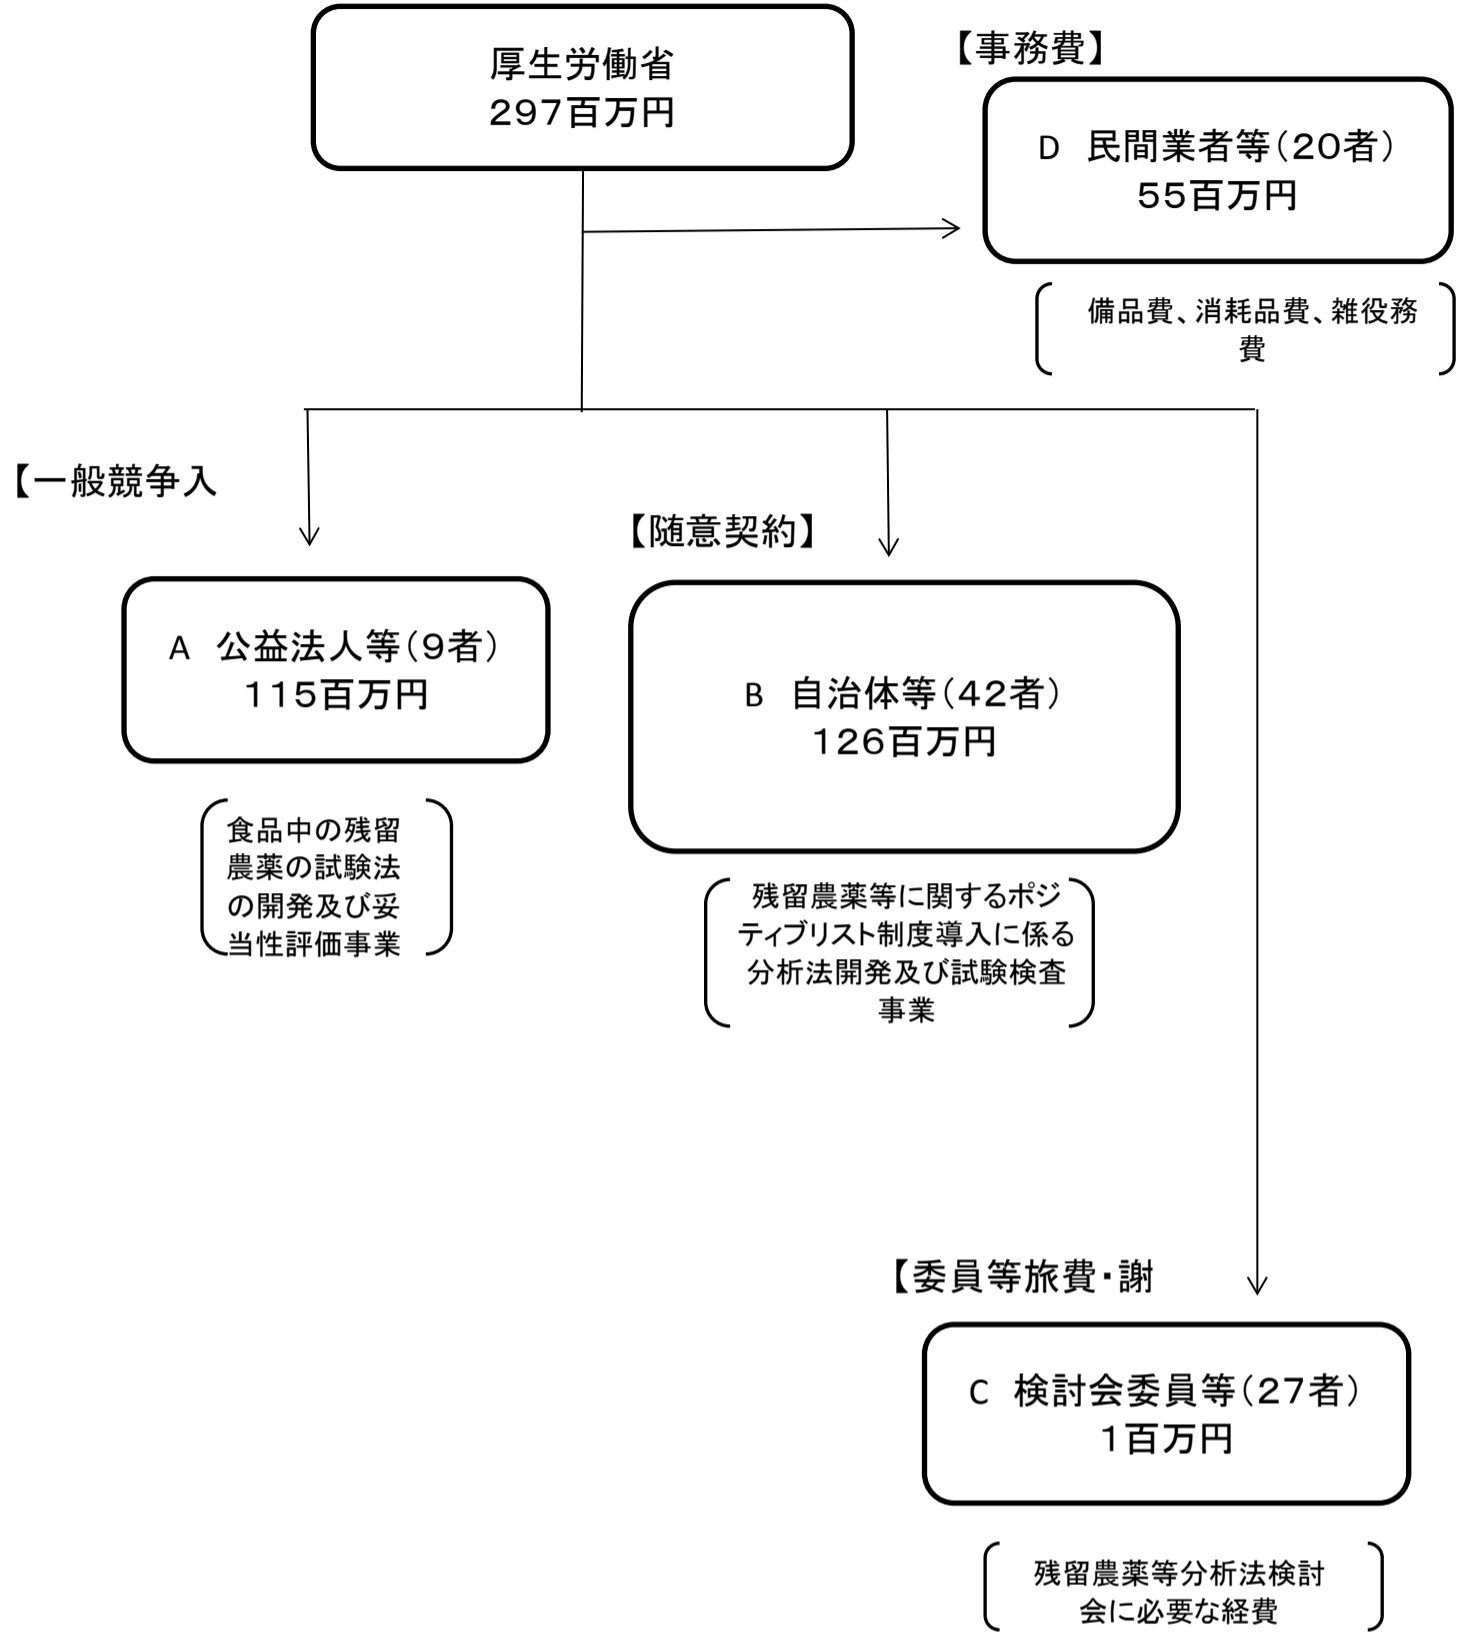 厚生労働省
297百万円
【事務費】
D　民間業者等（20者）
55百万円
備品費、消耗品費、雑役務
費
【一般競争入
A　公益法人等（9者）
115百万円
食品中の残留
農薬の試験法
の開発及び妥
当性評価事業
【随意契約】
B　自治体等（42者）
126百万円
残留農薬等に関するポジ
ティブリスト制度導入に係る
分析法開発及び試験検査
事業
【委員等旅費・謝
C　検討会委員等（27者）
1百万円
残留農薬等分析法検討
会に必要な経費